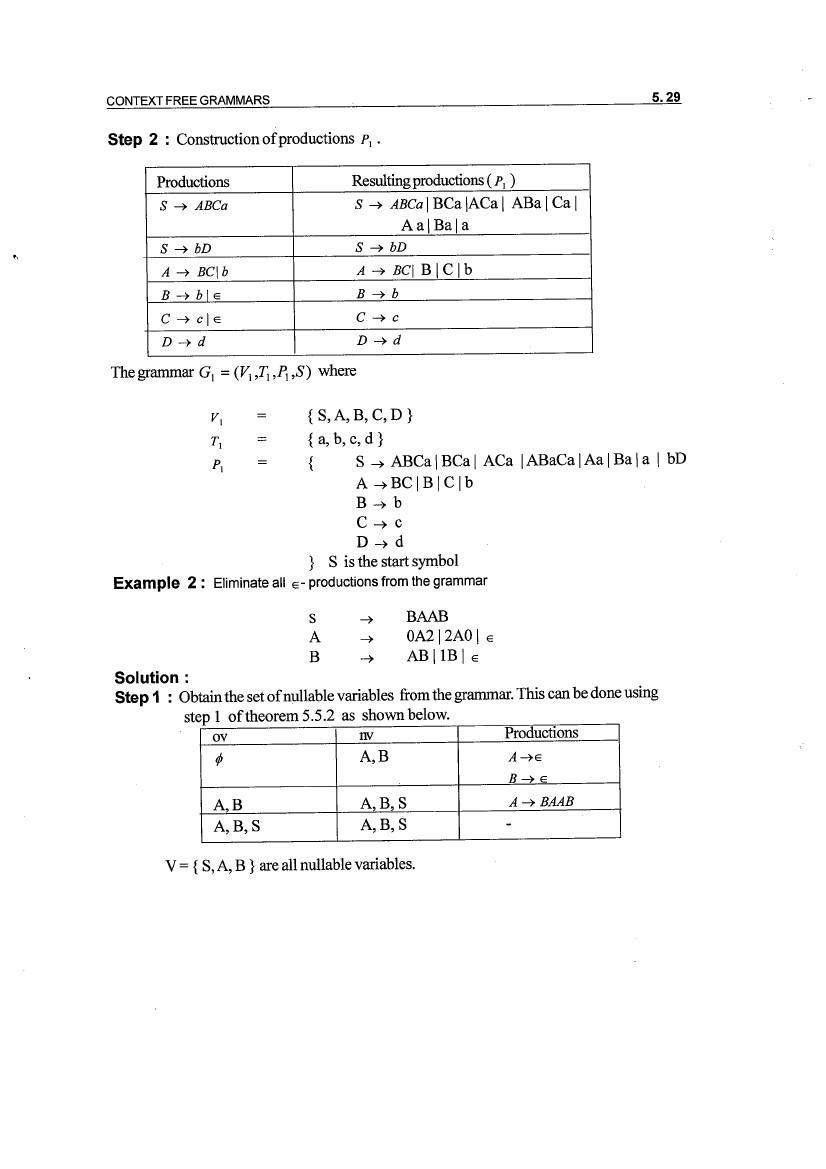 CONTEXT FREE GRAMMARS 5. 29
Step 2 : Construction of productions P₁ .
Productions Resulting productions ( P₁ )
S → ABCa S → ABCa | BCa |ACa | ABa | Ca |
A a | Ba | a
S → bD S → bD
A → BC| b A → BC| B | C | b
B → b | ∈ B → b
C → c | ∈ C → c
D → d D → d
The grammar G₁ = (V₁ ,T₁ ,P₁ ,S) where
V₁ = { S, A, B, C, D }
T₁ = { a, b, c, d }
P₁ = { S → ABCa | BCa | ACa | ABaCa | Aa | Ba | a | bD
A → BC | B | C | b
B → b
C → c
D → d
} S is the start symbol
Example 2 : Eliminate all ∈- productions from the grammar
S → BAAB
A → 0A2 | 2A0 | ∈
B → AB | 1B | ∈
Solution :
Step 1 : Obtain the set of nullable variables from the grammar. This can be done using
step 1 of theorem 5.5.2 as shown below.
ov nv Productions
ϕ A, B A →∈
B → ∈
A, B A, B, S A → BAAB
A, B, S A, B, S -
V = { S, A, B } are all nullable variables.